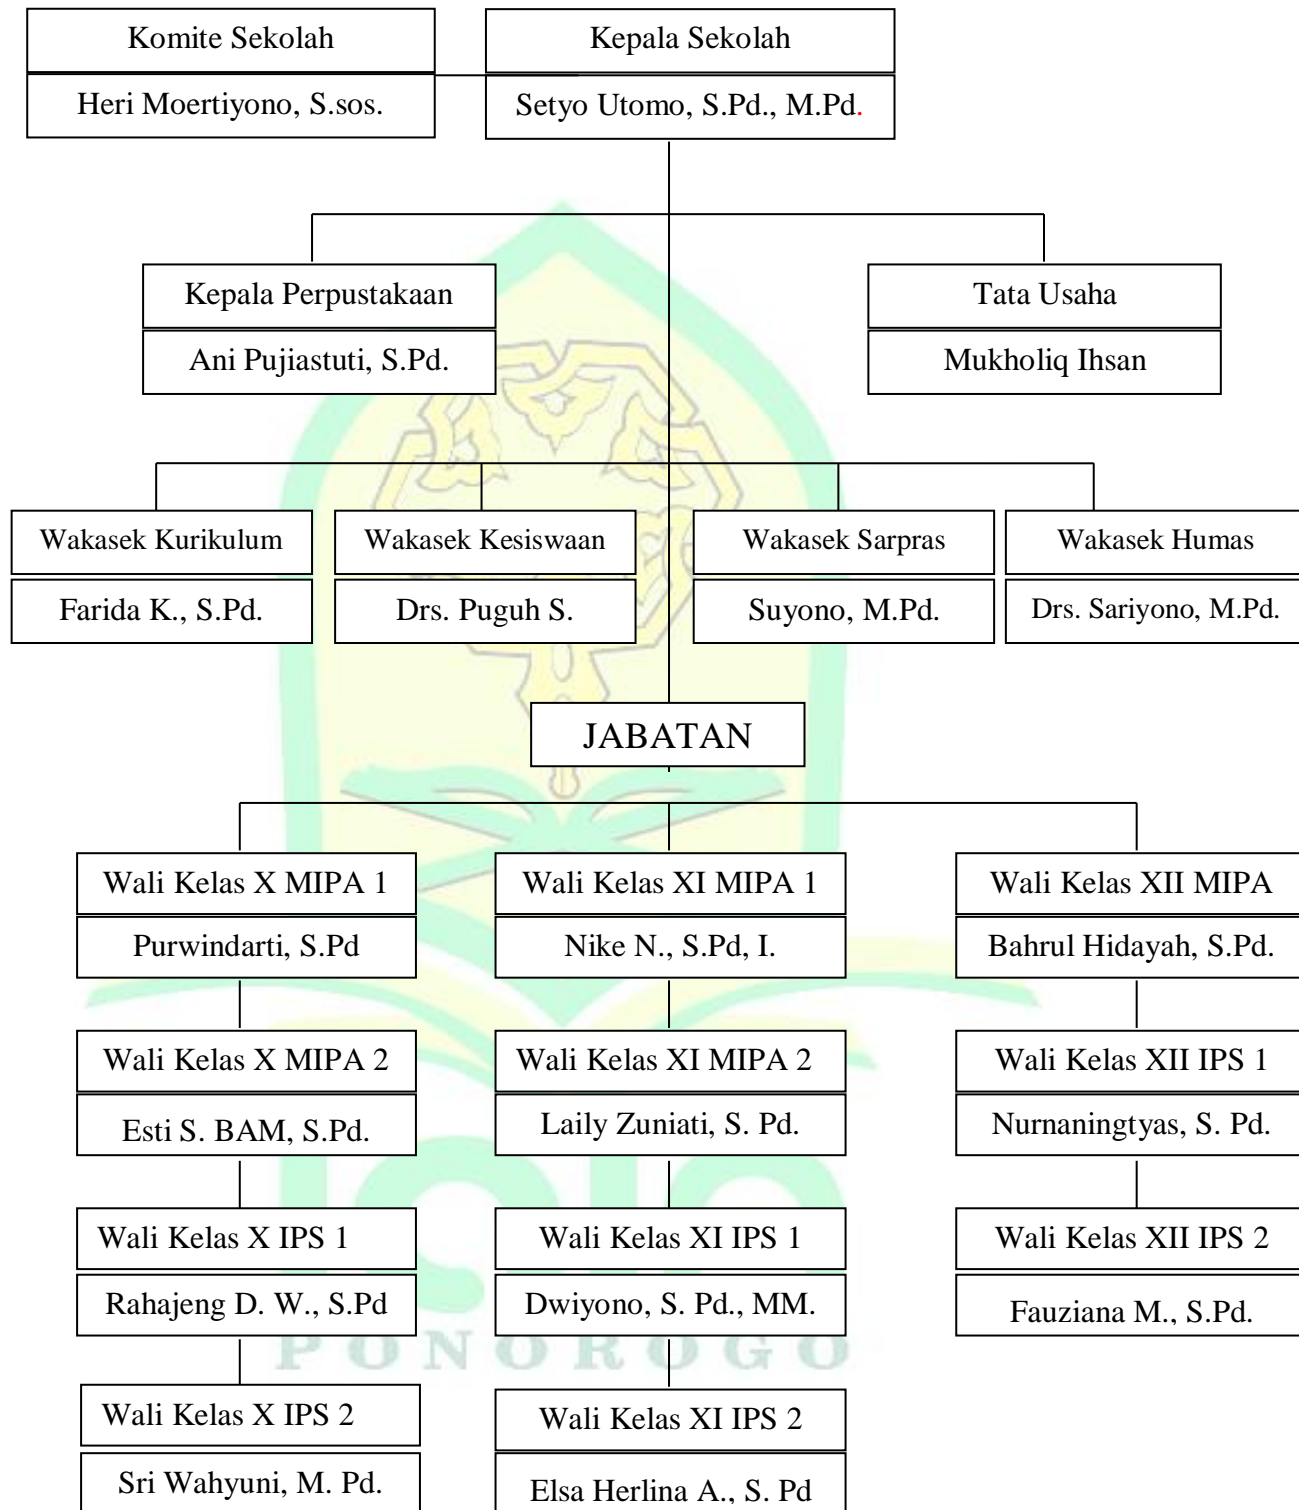 Komite Sekolah
Heri Moertiyono, S.sos.
Kepala Sekolah
Setyo Utomo, S.Pd., M.Pd.
Kepala Perpustakaan
Ani Pujiastuti, S.Pd.
Tata Usaha
Mukholiq Ihsan
Wakasek Kurikulum
Farida K., S.Pd.
Wakasek Kesiswaan
Drs. Puguh S.
Wakasek Sarpras
Suyono, M.Pd.
Wakasek Humas
Drs. Sariyono, M.Pd.
JABATAN
Wali Kelas X MIPA 1
Purwindarti, S.Pd
Wali Kelas XI MIPA 1
Nike N., S.Pd, I.
Wali Kelas XII MIPA
Bahrul Hidayah, S.Pd.
Wali Kelas X MIPA 2
Esti S. BAM, S.Pd.
Wali Kelas XI MIPA 2
Laily Zuniati, S. Pd.
Wali Kelas XII IPS 1
Nurnaningtyas, S. Pd.
Wali Kelas X IPS 1
Rahajeng D. W., S.Pd
Wali Kelas XI IPS 1
Dwiyono, S. Pd., MM.
Wali Kelas XII IPS 2
Fauziana M., S.Pd.
Wali Kelas X IPS 2
Sri Wahyuni, M. Pd.
Wali Kelas XI IPS 2
Elsa Herlina A., S. Pd
IAIN
PONOROGO